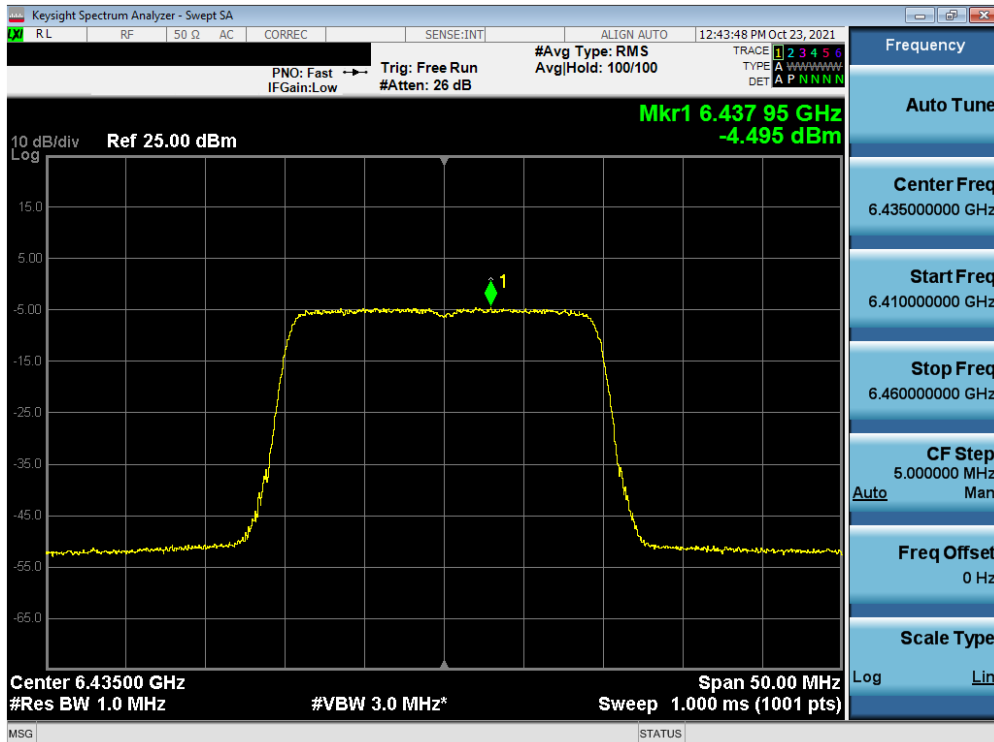 Keysight Spectrum Analyzer - Swept SA
LXI RL RF 50 Ω AC CORREC SENSE:INT ALIGN AUTO 12:43:48 PM Oct 23, 2021
PNO: Fast
IFGain:Low
Trig: Free Run
#Atten: 26 dB
#Avg Type: RMS
Avg|Hold: 100/100
TRACE 1 2 3 4 5 6
TYPE A WWWWW
DET A P N N N N
Mkr1 6.437 95 GHz
-4.495 dBm
10 dB/div Ref 25.00 dBm
Log
15.0
5.00
1
-5.00
-15.0
-25.0
-35.0
-45.0
-55.0
-65.0
Center 6.43500 GHz Span 50.00 MHz
#Res BW 1.0 MHz #VBW 3.0 MHz* Sweep 1.000 ms (1001 pts)
MSG STATUS
Frequency
Auto Tune
Center Freq
6.435000000 GHz
Start Freq
6.410000000 GHz
Stop Freq
6.460000000 GHz
CF Step
5.000000 MHz
Auto Man
Freq Offset
0 Hz
Scale Type
Log Lin